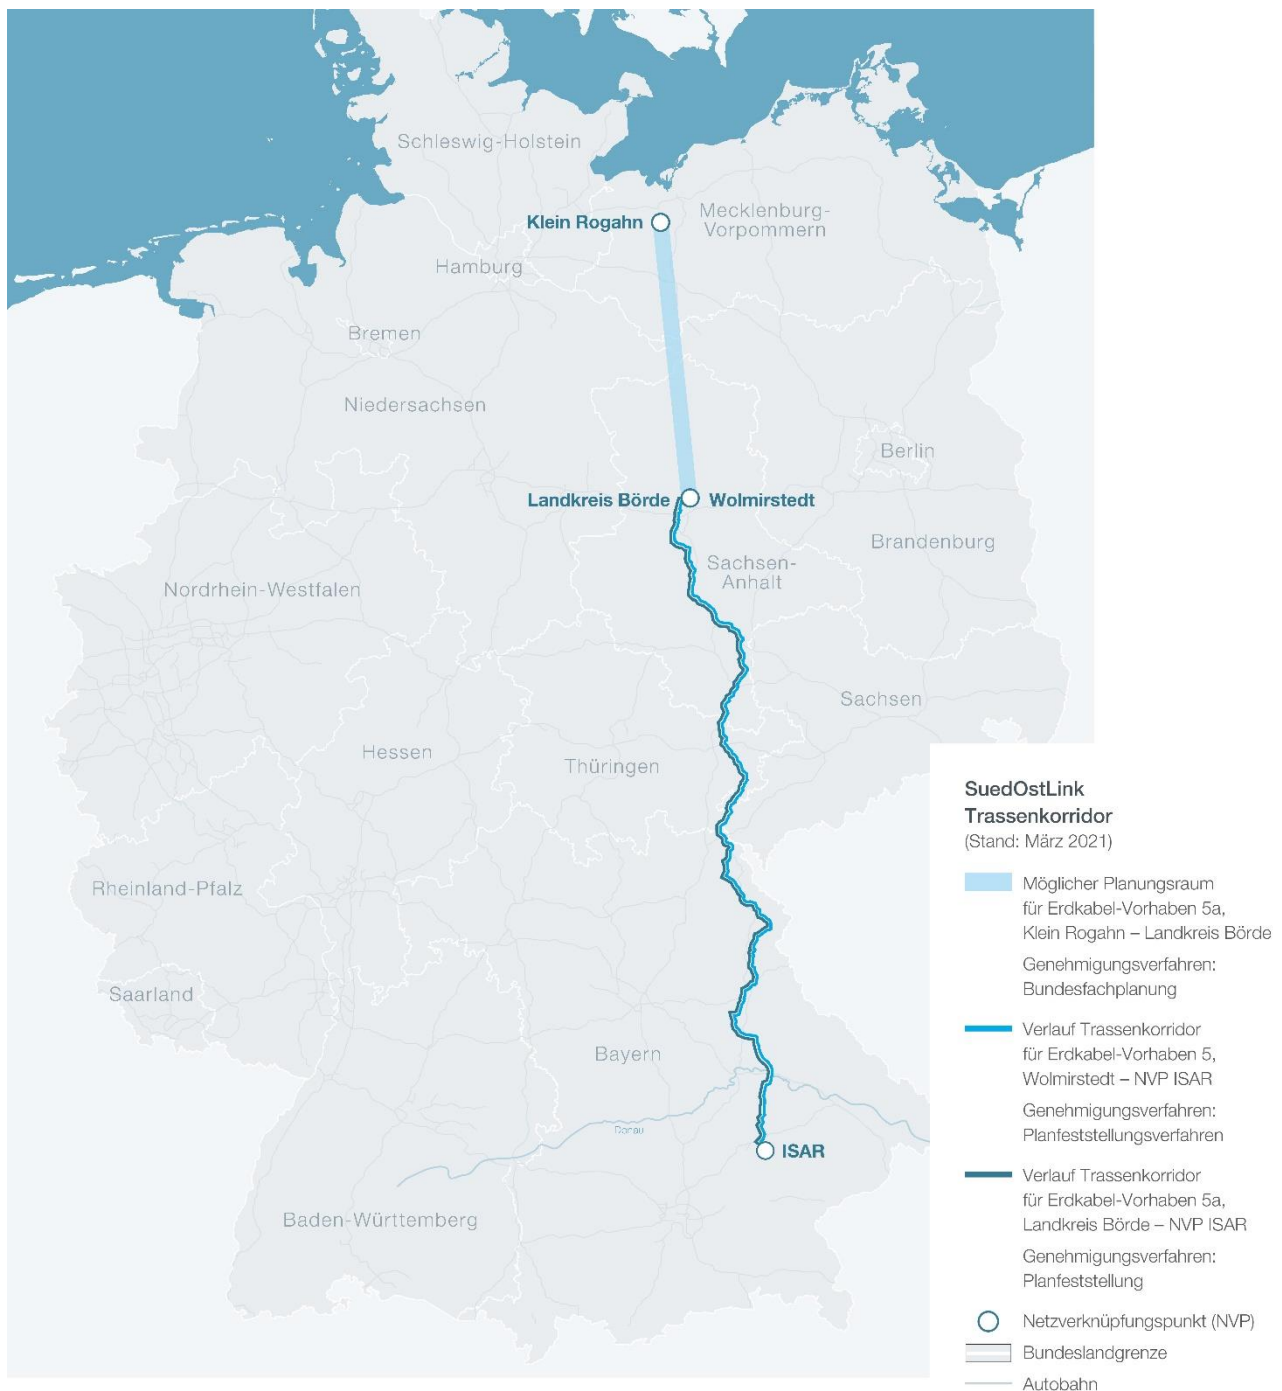 Schleswig-Holstein
Mecklenburg-
Vorpommern
Klein Rogahn
Hamburg
Bremen
Niedersachsen
Berlin
Landkreis Börde
Wolmirstedt
Brandenburg
Sachsen-
Anhalt
Nordrhein-Westfalen
Sachsen
Hessen
Thüringen
Rheinland-Pfalz
Saarland
Bayern
Donau
ISAR
Baden-Württemberg
SuedOstLink
Trassenkorridor
(Stand: März 2021)
Möglicher Planungsraum
für Erdkabel-Vorhaben 5a,
Klein Rogahn – Landkreis Börde
Genehmigungsverfahren:
Bundesfachplanung
Verlauf Trassenkorridor
für Erdkabel-Vorhaben 5,
Wolmirstedt – NVP ISAR
Genehmigungsverfahren:
Planfeststellungsverfahren
Verlauf Trassenkorridor
für Erdkabel-Vorhaben 5a,
Landkreis Börde – NVP ISAR
Genehmigungsverfahren:
Planfeststellung
Netzverknüpfungspunkt (NVP)
Bundeslandgrenze
Autobahn